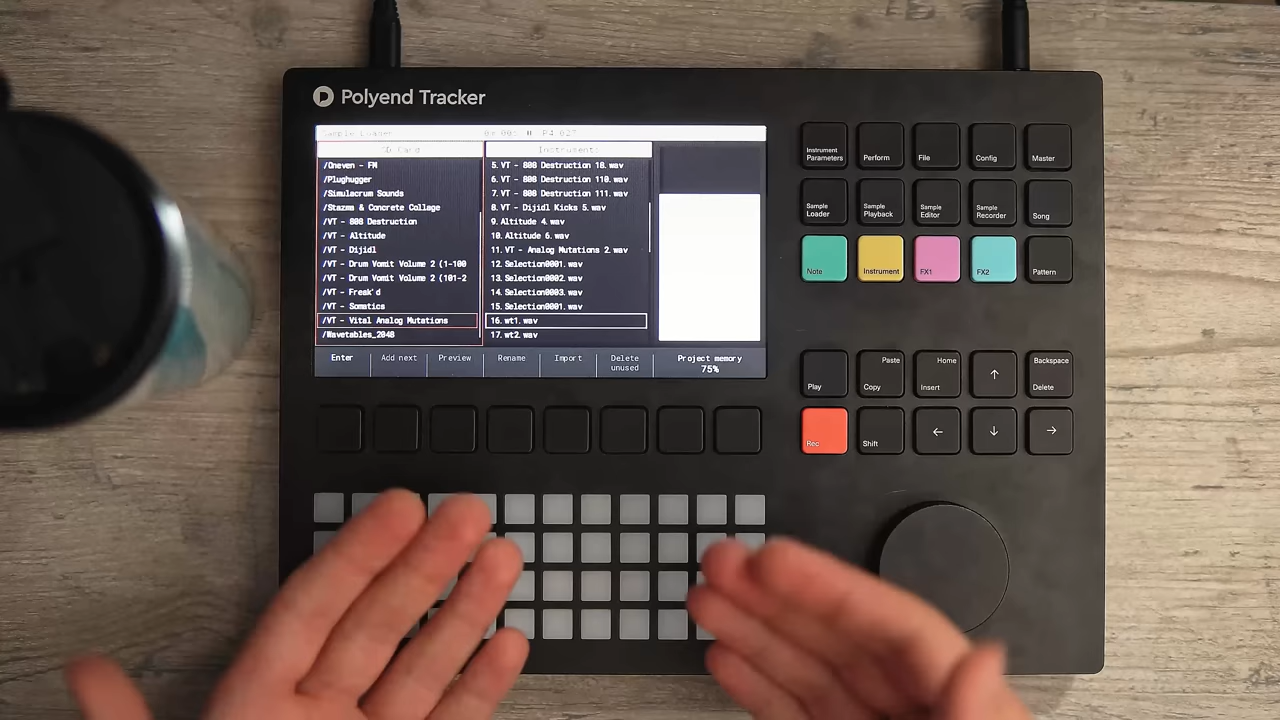 Polyend Tracker
Sample Loader
SD Card
Instrument
/Oneven - FM
/Plughugger
/Simulacrum Sounds
/Stazma & Concrete Collage
/VT - 808 Destruction
/VT - Altitude
/VT - Dijidl
/VT - Drum Vomit Volume 2 (1-100
/VT - Drum Vomit Volume 2 (101-2
/VT - Freak'd
/VT - Somatics
/VT - Vital Analog Mutations
/Wavetables_2048
5. VT - 808 Destruction 18.wav
6. VT - 808 Destruction 110.wav
7. VT - 808 Destruction 111.wav
8. VT - Dijidl Kicks 5.wav
9. Altitude 4.wav
10. Altitude 6.wav
11. VT - Analog Mutations 2.wav
12. Selection0001.wav
13. Selection0002.wav
14. Selection0003.wav
15. Selection0001.wav
16. wt1.wav
17. wt2.wav
Enter
Add next
Preview
Rename
Import
Delete
unused
Project memory
75%
Instrument
Parameters
Perform
File
Config
Master
Sample
Loader
Sample
Playback
Sample
Editor
Sample
Recorder
Song
Note
Instrument
FX1
FX2
Pattern
Play
Paste
Copy
Home
Insert
↑
Backspace
Delete
Rec
Shift
←
↓
→